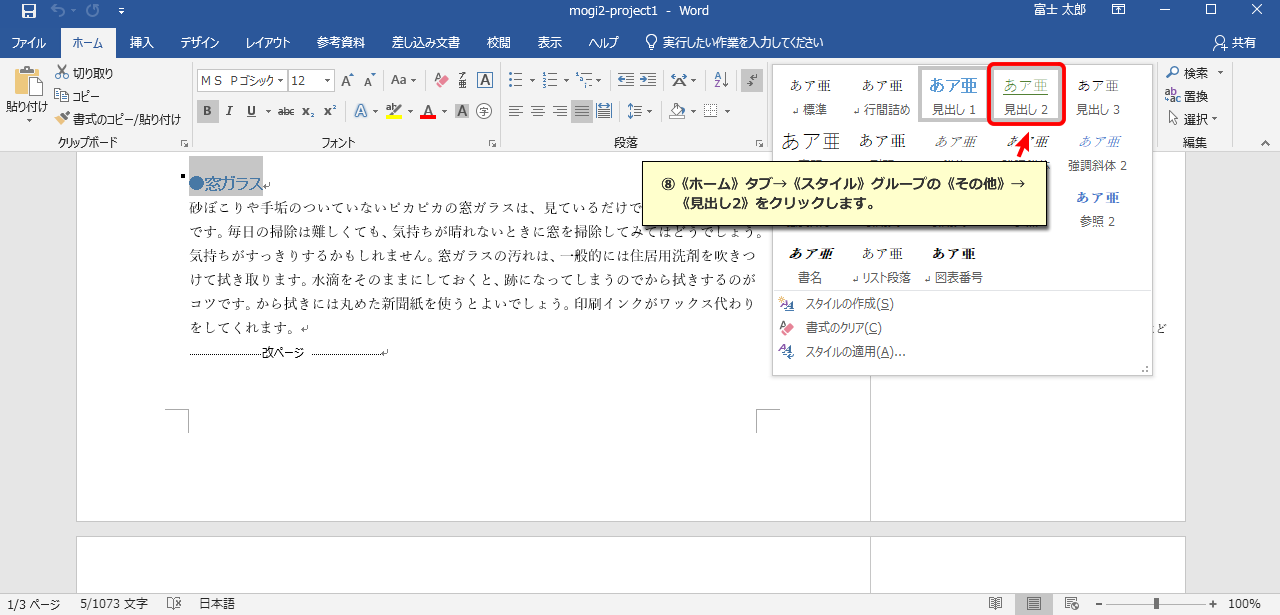 mogi2-project1 - Word
富士 太郎
ファイル ホーム 挿入 デザイン レイアウト 参考資料 差し込み文書 校閲 表示 ヘルプ 実行したい作業を入力してください 共有
貼り付け
切り取り
コピー
書式のコピー/貼り付け
クリップボード
ＭＳ Ｐゴシック 12
B I U abc x₂ x²
フォント
段落
あア亜 あア亜 あア亜 あア亜 あア亜
標準 行間詰め 見出し 1 見出し 2 見出し 3
あア亜 あア亜 あア亜 あア亜 あア亜
強調斜体 2
あア亜
参照 2
あア亜 あア亜 あア亜
書名 リスト段落 図表番号
スタイルの作成(S)
書式のクリア(C)
スタイルの適用(A)...
検索
置換
選択
編集
⑧《ホーム》タブ→《スタイル》グループの《その他》→
《見出し2》をクリックします。
●窓ガラス
砂ぼこりや手垢のついていないピカピカの窓ガラスは、見ているだけで
です。毎日の掃除は難しくても、気持ちが晴れないときに窓を掃除してみてはどうでしょう。
気持ちがすっきりするかもしれません。窓ガラスの汚れは、一般的には住居用洗剤を吹きつ
けて拭き取ります。水滴をそのままにしておくと、跡になってしまうのでから拭きするのが
コツです。から拭きには丸めた新聞紙を使うとよいでしょう。印刷インクがワックス代わり
をしてくれます。
改ページ
ど
1/3 ページ 5/1073 文字 日本語
100%